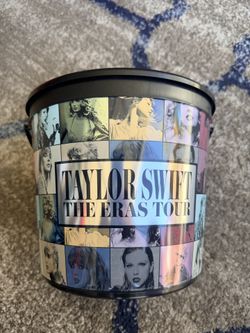 TAYLOR SWIFT
THE ERAS TOUR